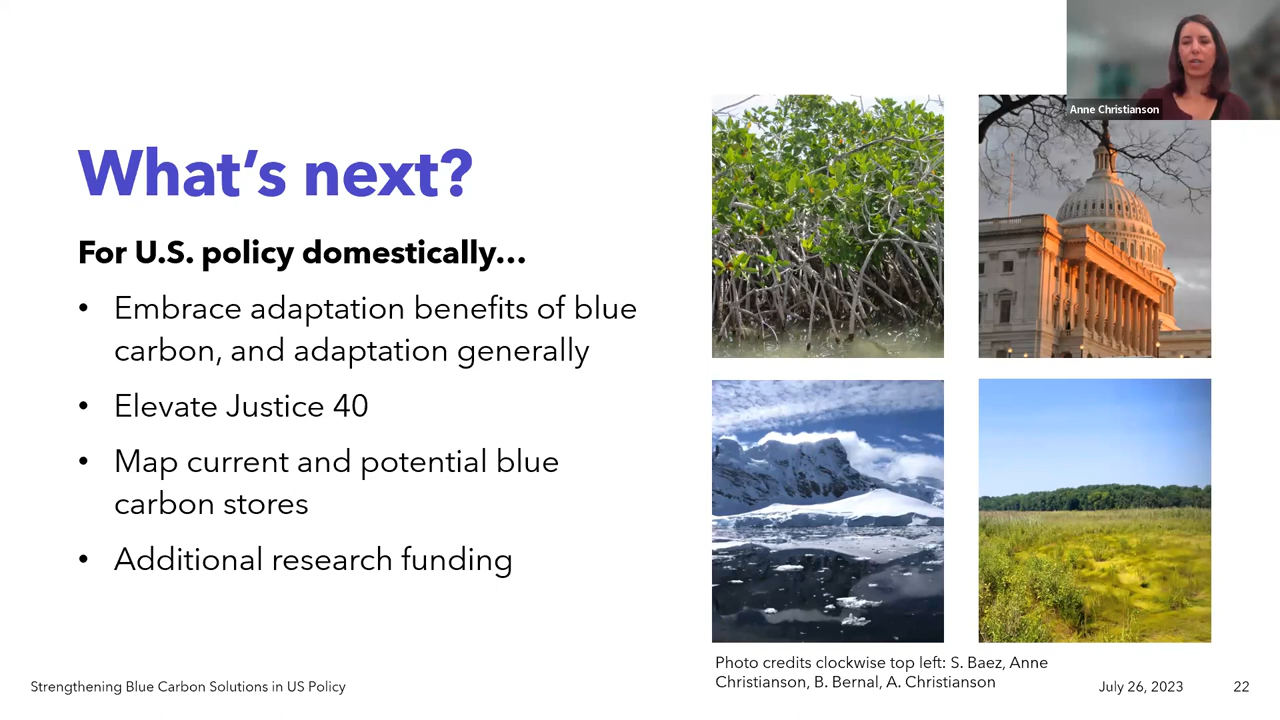 Anne Christianson
What’s next?
For U.S. policy domestically…
• Embrace adaptation benefits of blue
carbon, and adaptation generally
• Elevate Justice 40
• Map current and potential blue
carbon stores
• Additional research funding
Photo credits clockwise top left: S. Baez, Anne
Christianson, B. Bernal, A. Christianson
Strengthening Blue Carbon Solutions in US Policy
July 26, 2023
22